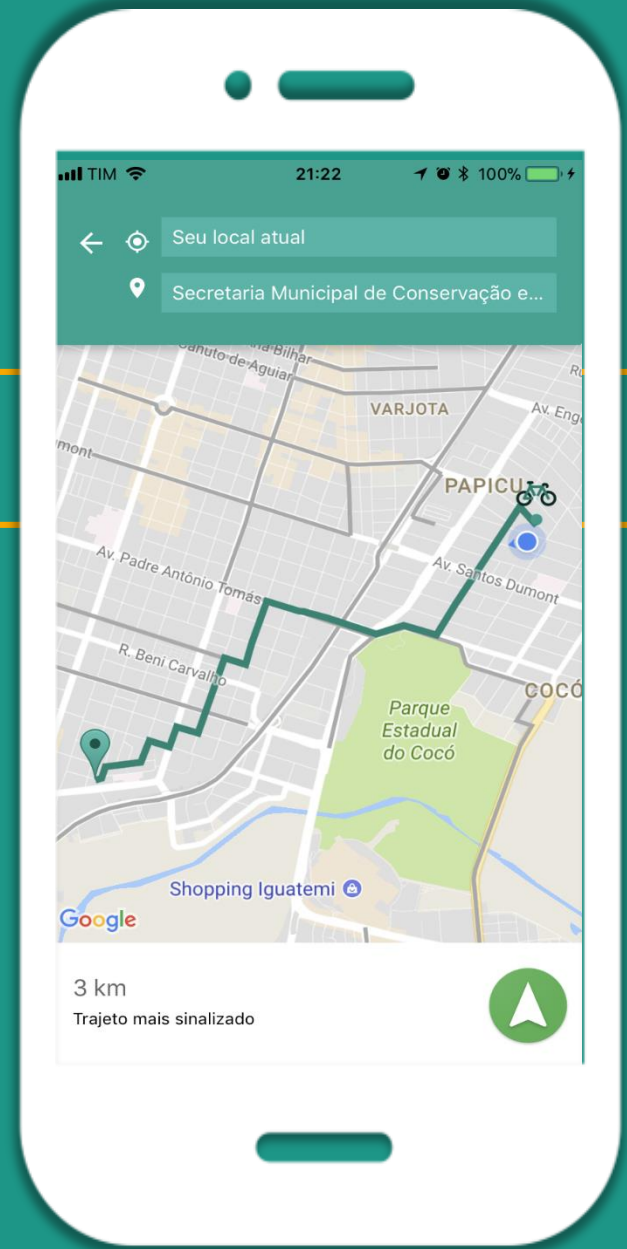 TIM
21:22
100%
Seu local atual
Secretaria Municipal de Conservação e...
Bilhar
Canuto de Aguiar
VARJOTA
Av. Eng
PAPICU
Av. Padre Antônio Tomás
Av. Santos Dumont
R. Beni Carvalho
COCÓ
Parque
Estadual
do Cocó
Shopping Iguatemi
Google
3 km
Trajeto mais sinalizado